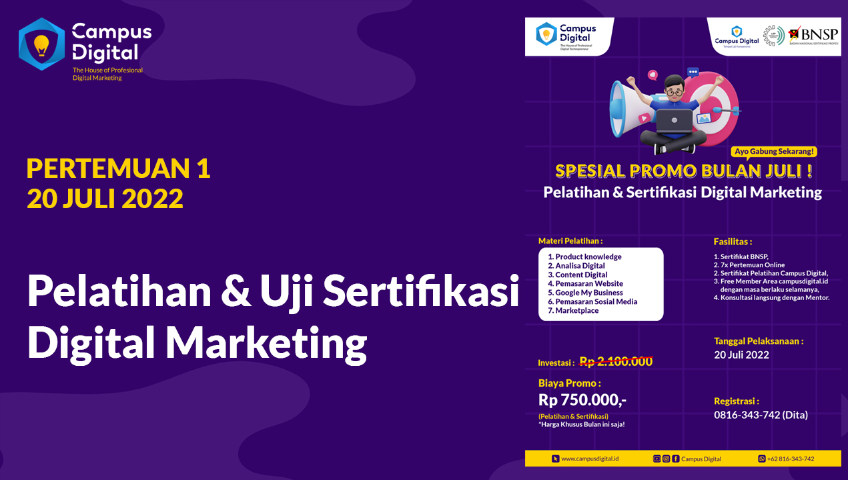 Campus
Digital
The House of Profesional
Digital Marketing
PERTEMUAN 1
20 JULI 2022
Pelatihan & Uji Sertifikasi
Digital Marketing
Campus
Digital
Campus Digital
BNSP
Ayo Gabung Sekarang!
SPESIAL PROMO BULAN JULI !
Pelatihan & Sertifikasi Digital Marketing
Materi Pelatihan :
1. Product knowledge
2. Analisa Digital
3. Content Digital
4. Pemasaran Website
5. Google My Business
6. Pemasaran Sosial Media
7. Marketplace
Fasilitas :
1. Sertifikat BNSP,
2. 7x Pertemuan Online
2. Sertifikat Pelatihan Campus Digital,
3. Free Member Area campusdigital.id
dengan masa berlaku selamanya,
4. Konsultasi langsung dengan Mentor.
Investasi : Rp 2.100.000
Biaya Promo :
Rp 750.000,-
(Pelatihan & Sertifikasi)
*Harga Khusus Bulan ini saja!
Tanggal Pelaksanaan :
20 Juli 2022
Registrasi :
0816-343-742 (Dita)
www.campusdigital.id
Campus Digital
+62 816-343-742